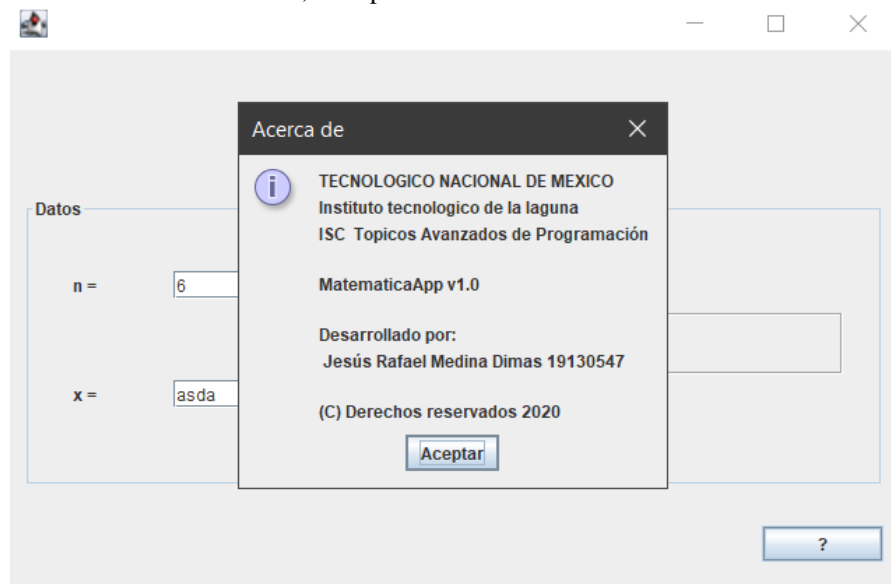 Acerca de
TECNOLOGICO NACIONAL DE MEXICO
Instituto tecnologico de la laguna
ISC Topicos Avanzados de Programación
MatematicaApp v1.0
Desarrollado por:
Jesús Rafael Medina Dimas 19130547
(C) Derechos reservados 2020
Aceptar
Datos
n =
6
x =
asda
?